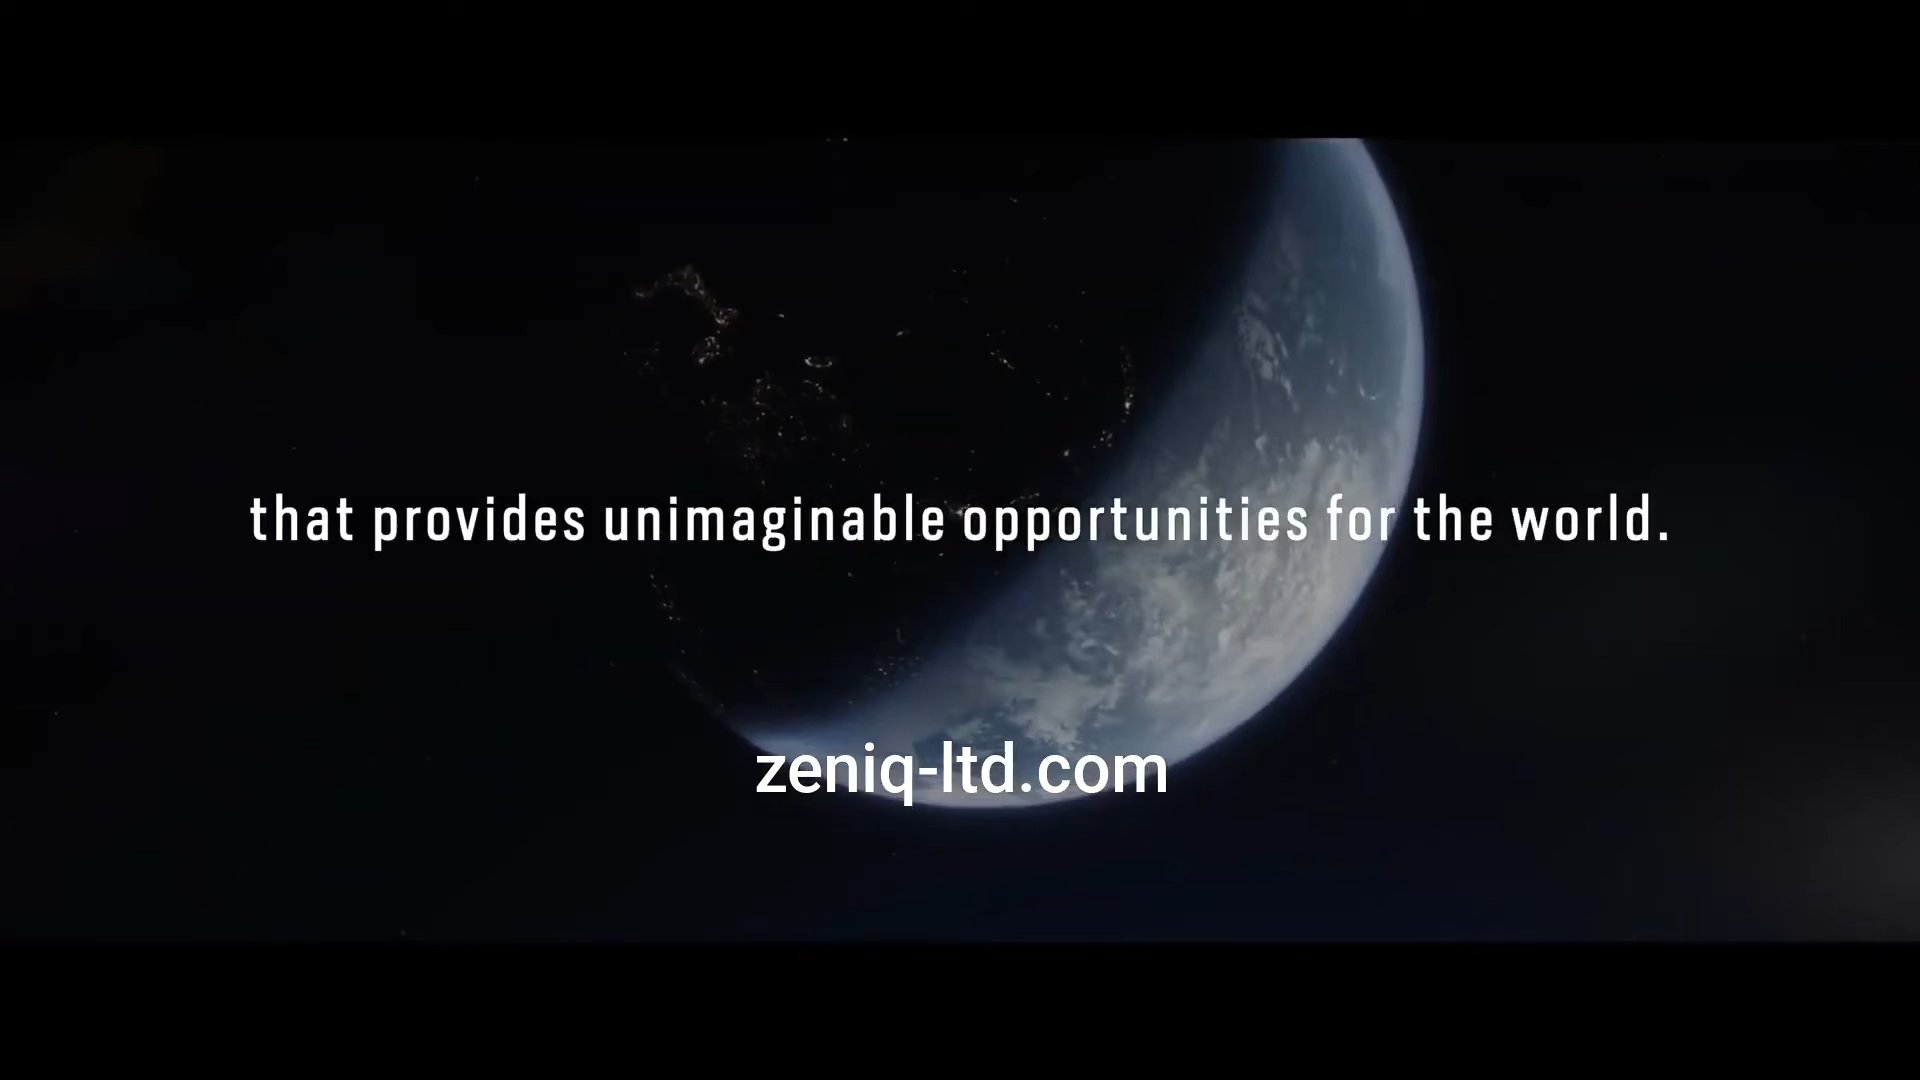 that provides unimaginable opportunities for the world.
zeniq-ltd.com